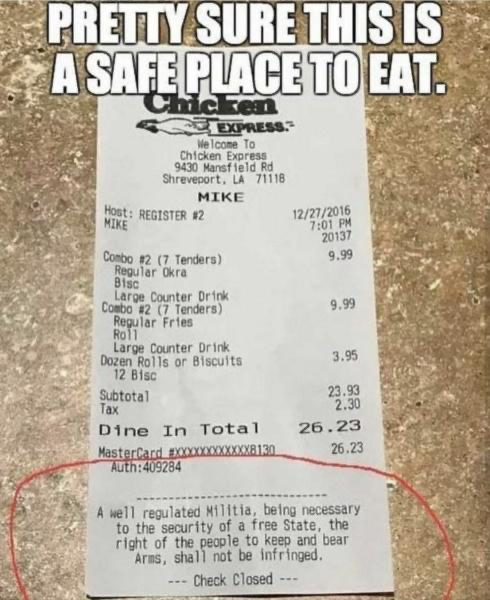 PRETTY SURE THIS IS
A SAFE PLACE TO EAT.
Chicken
EXPRESS.
Welcome To
Chicken Express
9430 Mansfield Rd
Shreveport, LA 71118
MIKE
Host: REGISTER #2 12/27/2016
MIKE 7:01 PM
20137
Combo #2 (7 Tenders) 9.99
Regular Okra
Bisc
Large Counter Drink
Combo #2 (7 Tenders) 9.99
Regular Fries
Roll
Large Counter Drink
Dozen Rolls or Biscuits 3.95
12 Bisc
Subtotal 23.93
Tax 2.30
Dine In Total 26.23
MasterCard #XXXXXXXXXXXX8130 26.23
Auth:409284
------------------------
A well regulated Militia, being necessary
to the security of a free State, the
right of the people to keep and bear
Arms, shall not be infringed.
--- Check Closed ---